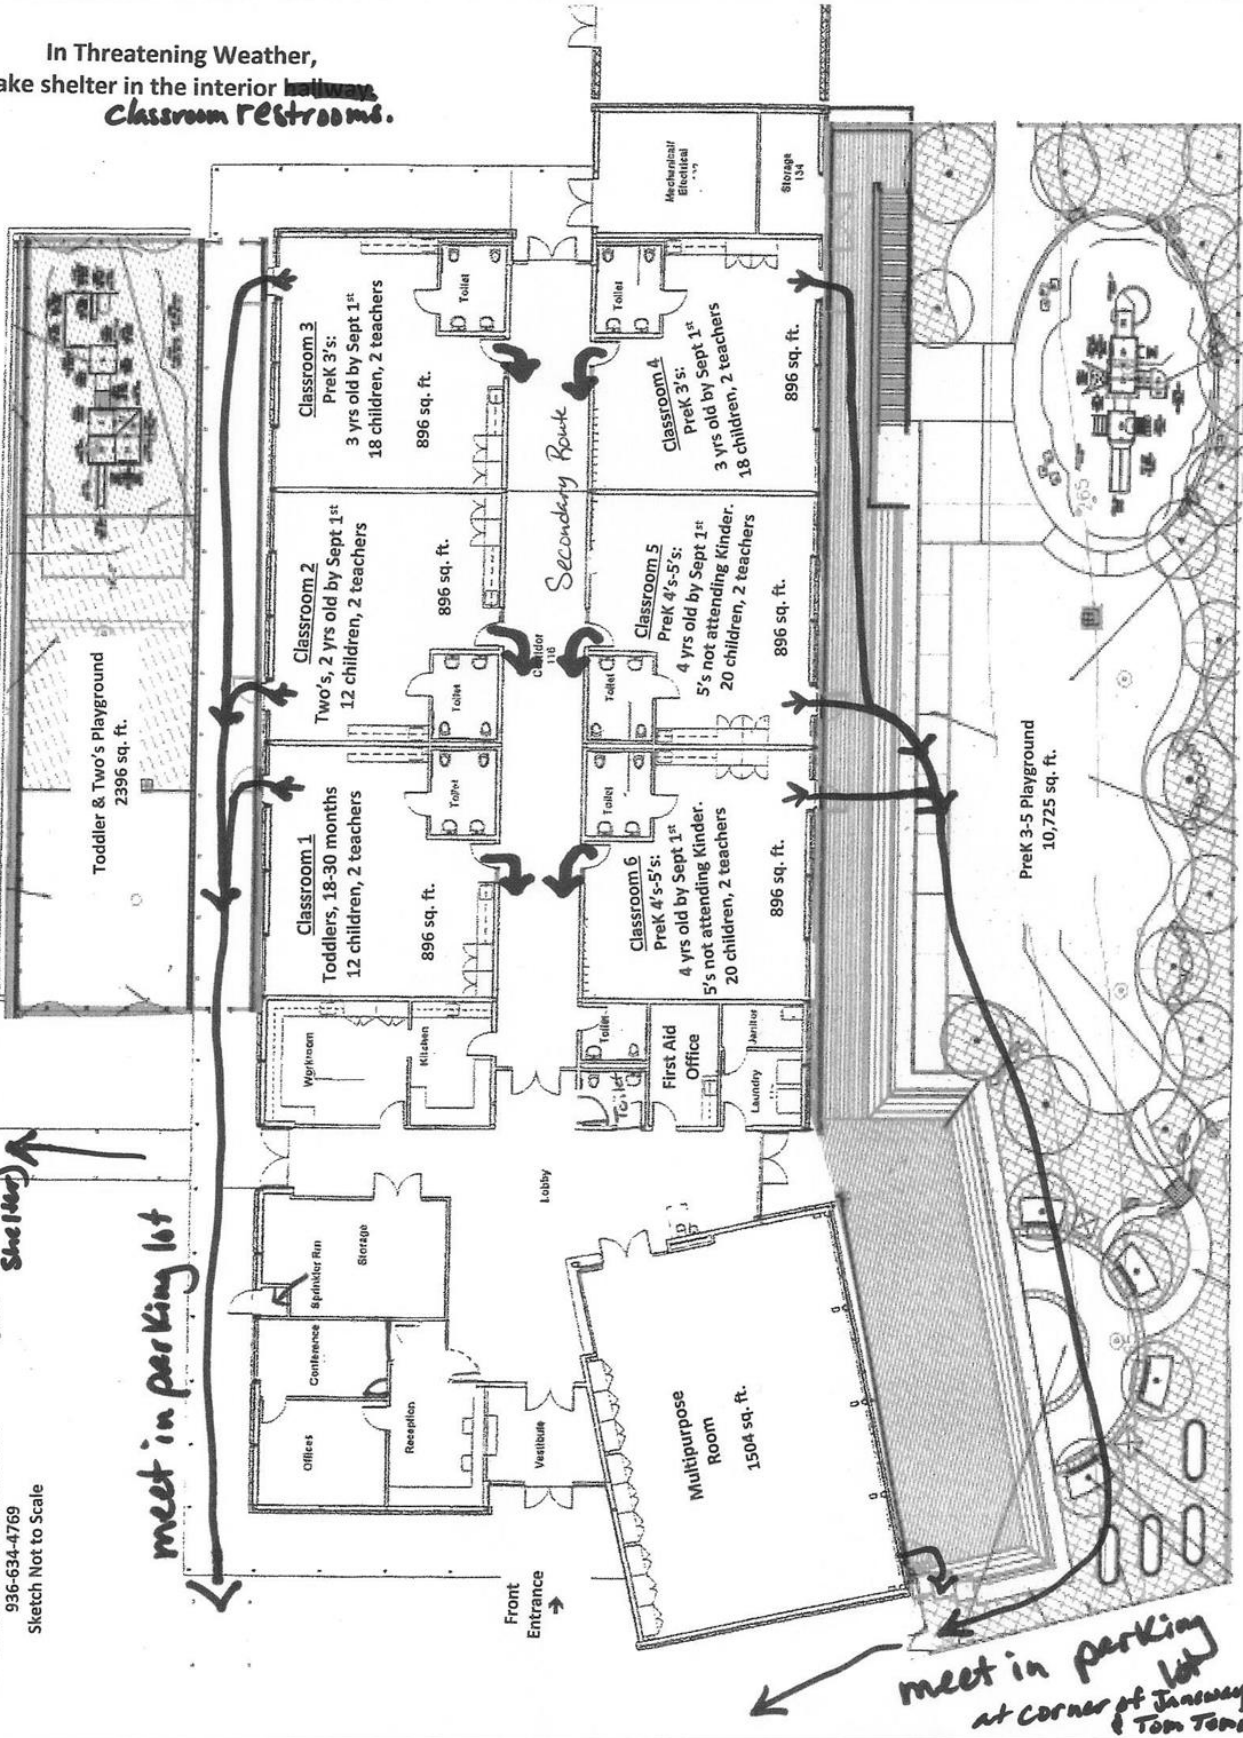 In Threatening Weather,
ake shelter in the interior hallway.
classroom restrooms.
Mechanical/
Electrical
Storage
134
Classroom 3
PreK 3's:
3 yrs old by Sept 1st
18 children, 2 teachers
896 sq. ft.
Toilet
Toilet
Classroom 4
PreK 3's:
3 yrs old by Sept 1st
18 children, 2 teachers
896 sq. ft.
Secondary Route
Toddler & Two's Playground
2396 sq. ft.
Classroom 2
Two's, 2 yrs old by Sept 1st
12 children, 2 teachers
896 sq. ft.
Toilet
Corridor
116
Classroom 5
PreK 4's-5's:
4 yrs old by Sept 1st
5's not attending Kinder.
20 children, 2 teachers
896 sq. ft.
Toilet
PreK 3-5 Playground
10,725 sq. ft.
Classroom 1
Toddlers, 18-30 months
12 children, 2 teachers
896 sq. ft.
Toilet
Toilet
Classroom 6
PreK 4's-5's:
4 yrs old by Sept 1st
5's not attending Kinder.
20 children, 2 teachers
896 sq. ft.
Workroom
Kitchen
Toilet
Toilet
First Aid
Office
Janitor
Laundry
shelter)
meet in parking lot
Lobby
Storage
Sprinkler Rm
Conference
Offices
Reception
Vestibule
Multipurpose
Room
1504 sq. ft.
936-634-4769
Sketch Not to Scale
Front
Entrance →
meet in parking
lot
at corner of Janeway
& Tom